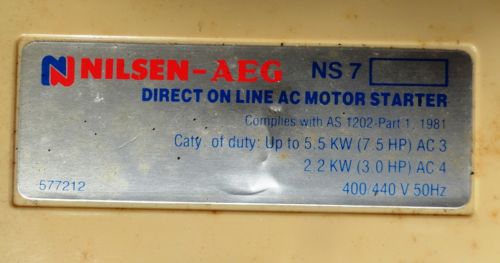 NILSEN-AEG NS 7
DIRECT ON LINE AC MOTOR STARTER
Complies with AS 1202-Part 1, 1981
Caty. of duty: Up to 5.5 KW (7.5 HP) AC 3
2.2 KW (3.0 HP) AC 4
577212 400/440 V 50Hz